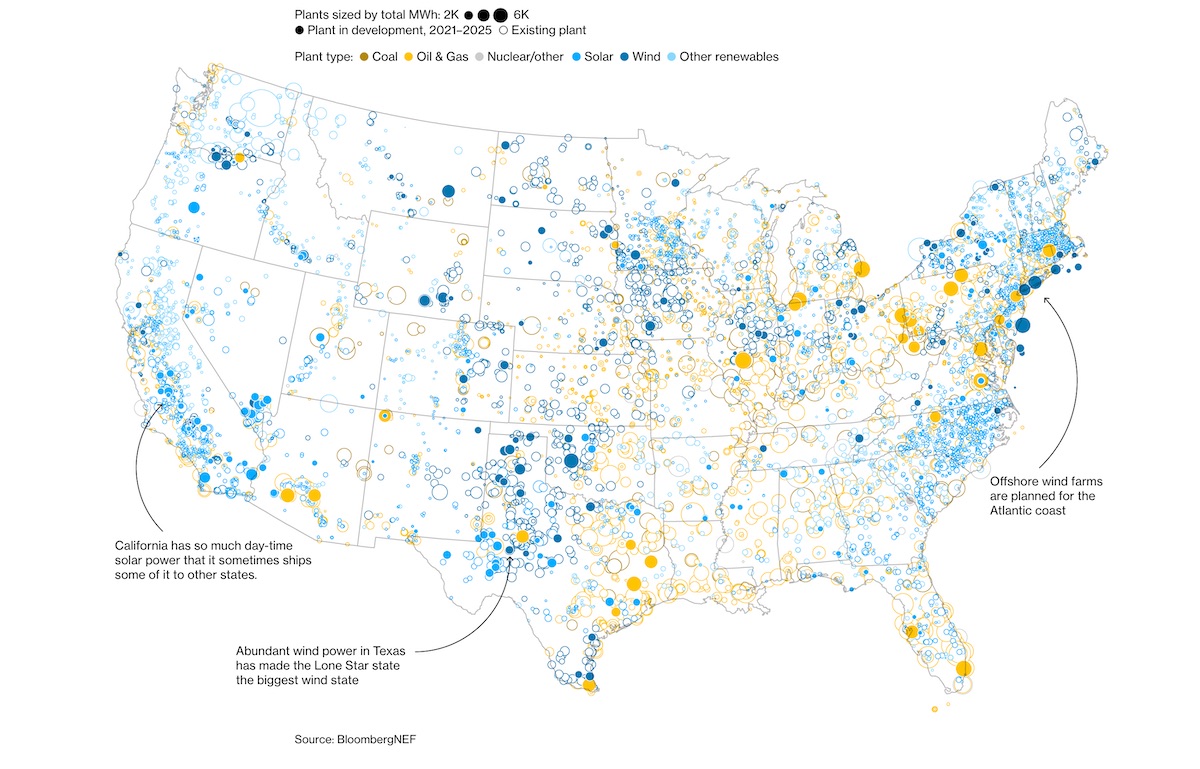 Plants sized by total MWh: 2K 6K
Plant in development, 2021–2025 Existing plant
Plant type: Coal Oil & Gas Nuclear/other Solar Wind Other renewables
Offshore wind farms
are planned for the
Atlantic coast
California has so much day-time
solar power that it sometimes ships
some of it to other states.
Abundant wind power in Texas
has made the Lone Star state
the biggest wind state
Source: BloombergNEF